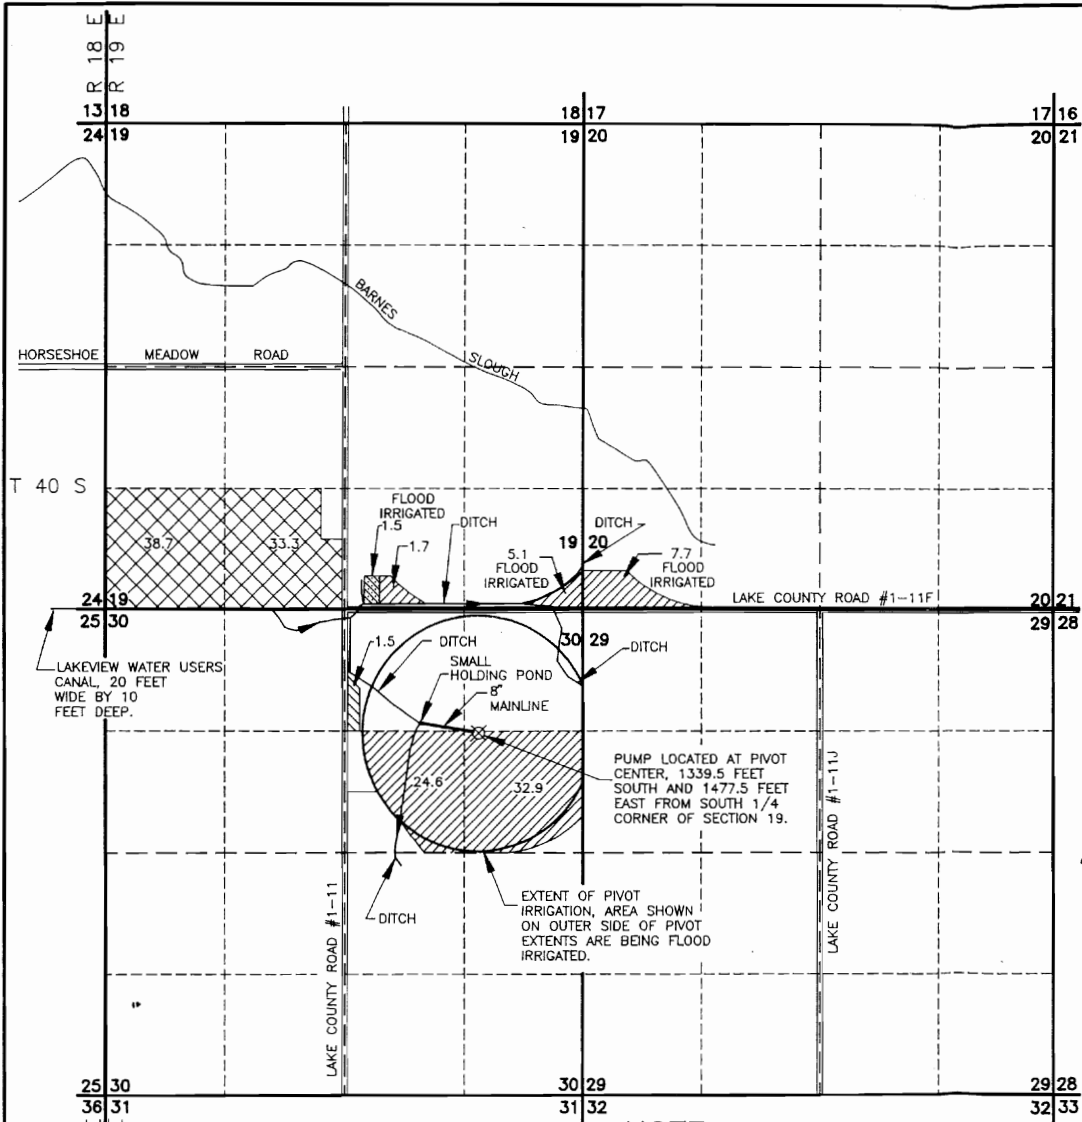 R 18 E
R 19 E
13 18
18 17
17 16
24 19
19 20
20 21
BARNES
SLOUGH
HORSESHOE MEADOW ROAD
T 40 S
FLOOD
IRRIGATED
1.5
1.7
DITCH
DITCH
19 20
38.7
33.3
5.1
FLOOD
IRRIGATED
7.7
FLOOD
IRRIGATED
LAKE COUNTY ROAD #1-11F
24 19
20 21
25 30
29 28
30 29
LAKEVIEW WATER USERS
CANAL, 20 FEET
WIDE BY 10
FEET DEEP.
1.5
DITCH
DITCH
SMALL
HOLDING POND
8"
MAINLINE
24.6
32.9
PUMP LOCATED AT PIVOT
CENTER, 1339.5 FEET
SOUTH AND 1477.5 FEET
EAST FROM SOUTH 1/4
CORNER OF SECTION 19.
LAKE COUNTY ROAD #1-11J
EXTENT OF PIVOT
IRRIGATION, AREA SHOWN
ON OUTER SIDE OF PIVOT
EXTENTS ARE BEING FLOOD
IRRIGATED.
DITCH
LAKE COUNTY ROAD #1-11
25 30
30 29
29 28
36 31
31 32
32 33